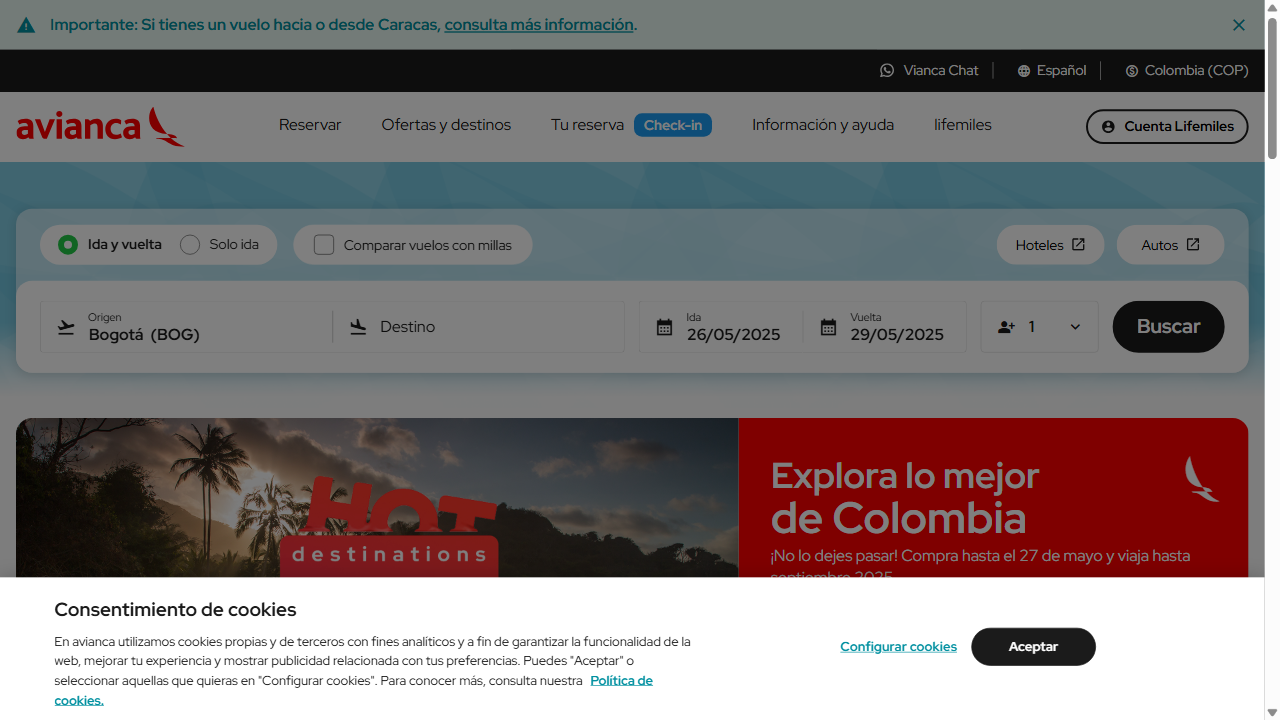 Importante: Si tienes un vuelo hacia o desde Caracas, consulta más información.
Vianca Chat
Español
Colombia (COP)
avianca
Reservar
Ofertas y destinos
Tu reserva
Check-in
Información y ayuda
lifemiles
Cuenta Lifemiles
Ida y vuelta
Solo ida
Comparar vuelos con millas
Hoteles
Autos
Origen
Bogotá (BOG)
Destino
Ida
26/05/2025
Vuelta
29/05/2025
1
Buscar
HOT
destinations
Explora lo mejor
de Colombia
¡No lo dejes pasar! Compra hasta el 27 de mayo y viaja hasta
septiembre 2025
Consentimiento de cookies
En avianca utilizamos cookies propias y de terceros con fines analíticos y a fin de garantizar la funcionalidad de la
web, mejorar tu experiencia y mostrar publicidad relacionada con tus preferencias. Puedes "Aceptar" o
seleccionar aquellas que quieras en "Configurar cookies". Para conocer más, consulta nuestra Política de
cookies.
Configurar cookies
Aceptar